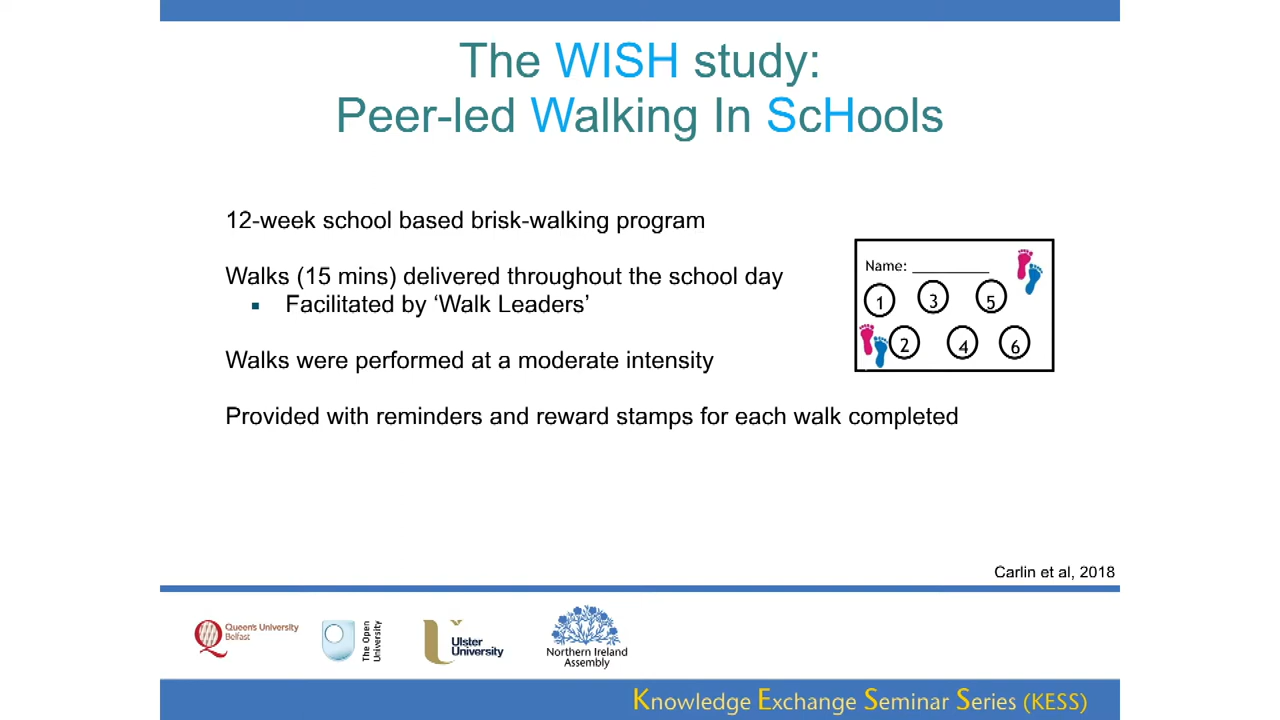 The WISH study:
Peer-led Walking In ScHools
12-week school based brisk-walking program
Walks (15 mins) delivered throughout the school day
▪ Facilitated by ‘Walk Leaders’
Walks were performed at a moderate intensity
Provided with reminders and reward stamps for each walk completed
Name: __________
1
3
5
2
4
6
Carlin et al, 2018
Queen's University
Belfast
The Open
University
Ulster
University
Northern Ireland
Assembly
Knowledge Exchange Seminar Series (KESS)